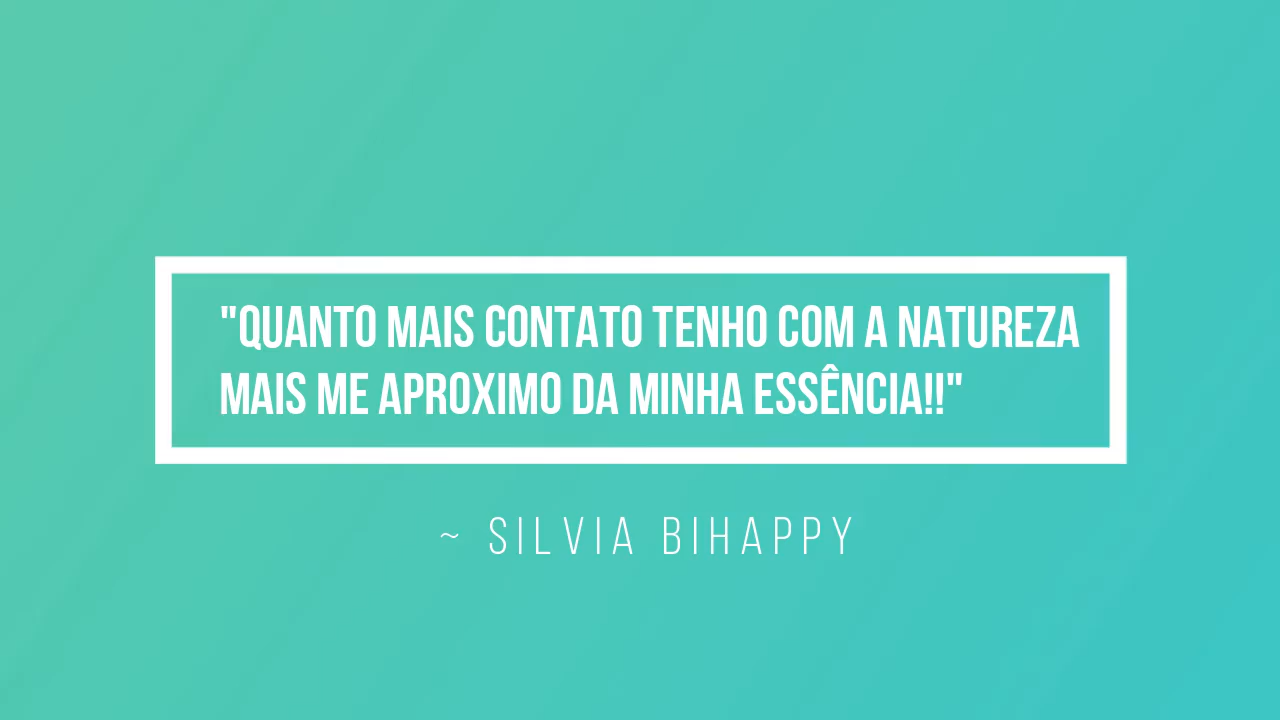 "QUANTO MAIS CONTATO TENHO COM A NATUREZA
MAIS ME APROXIMO DA MINHA ESSÊNCIA!!"
~ SILVIA BIHAPPY